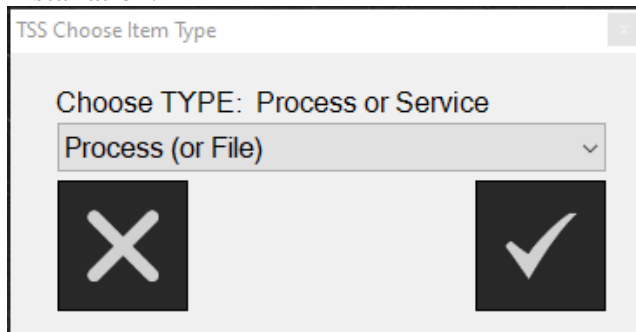 TSS Choose Item Type
Choose TYPE: Process or Service
Process (or File)